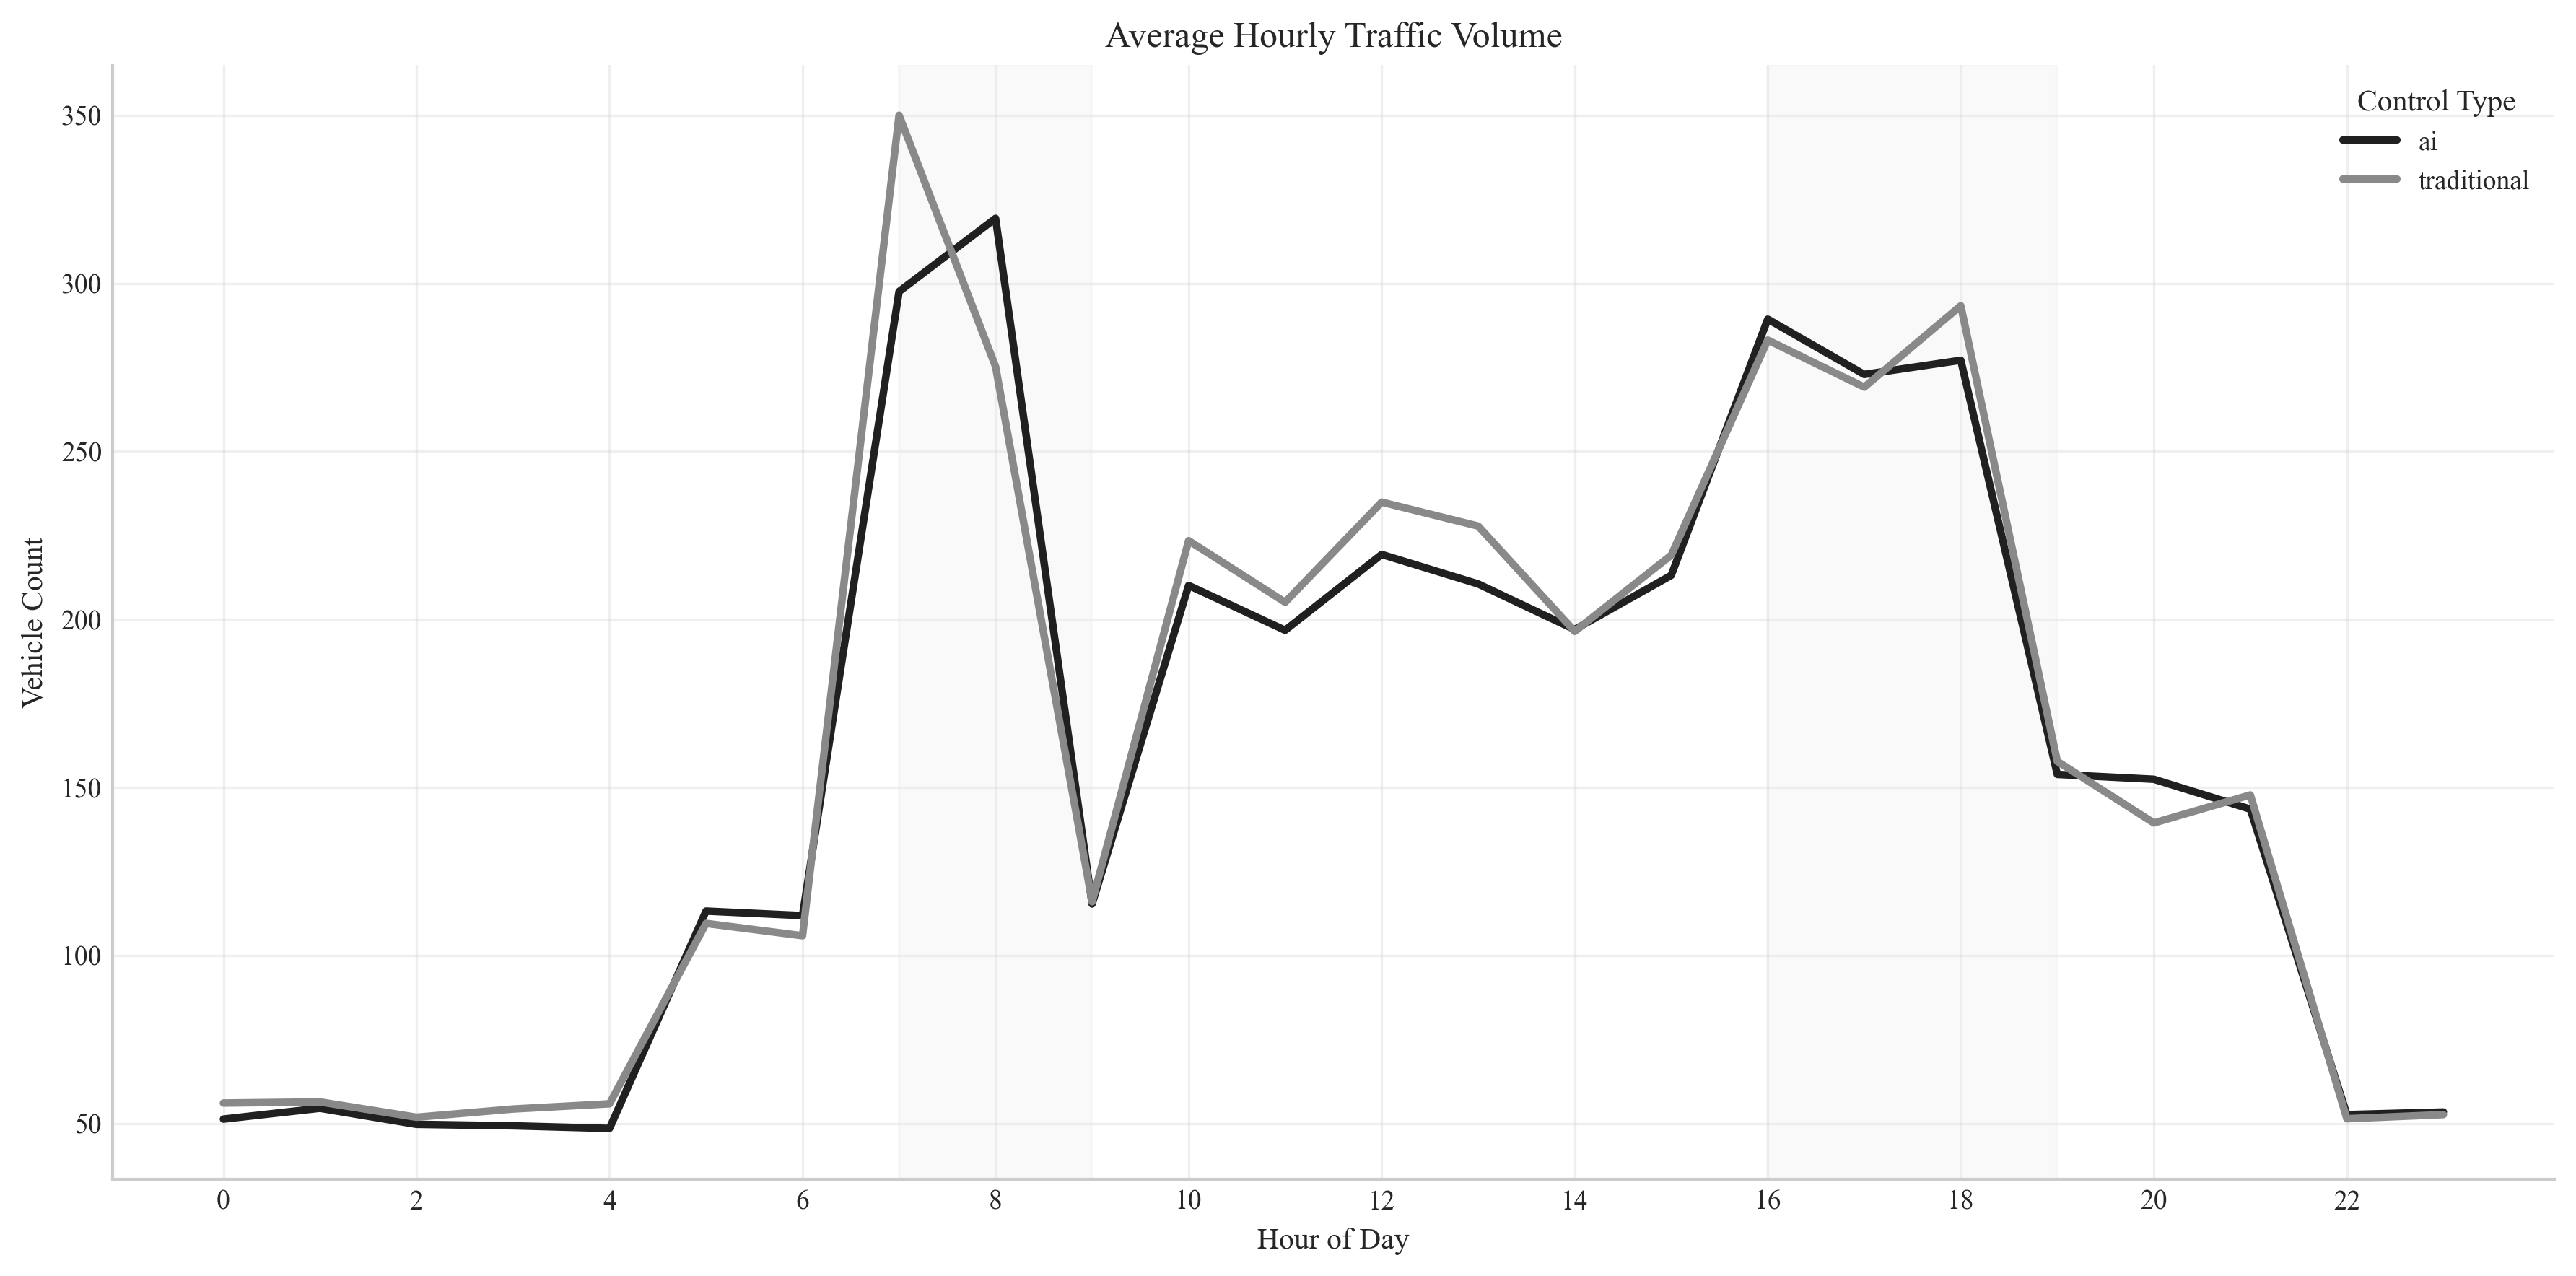 Average Hourly Traffic Volume
Control Type
ai
traditional
Vehicle Count
350
300
250
200
150
100
50
0 2 4 6 8 10 12 14 16 18 20 22
Hour of Day